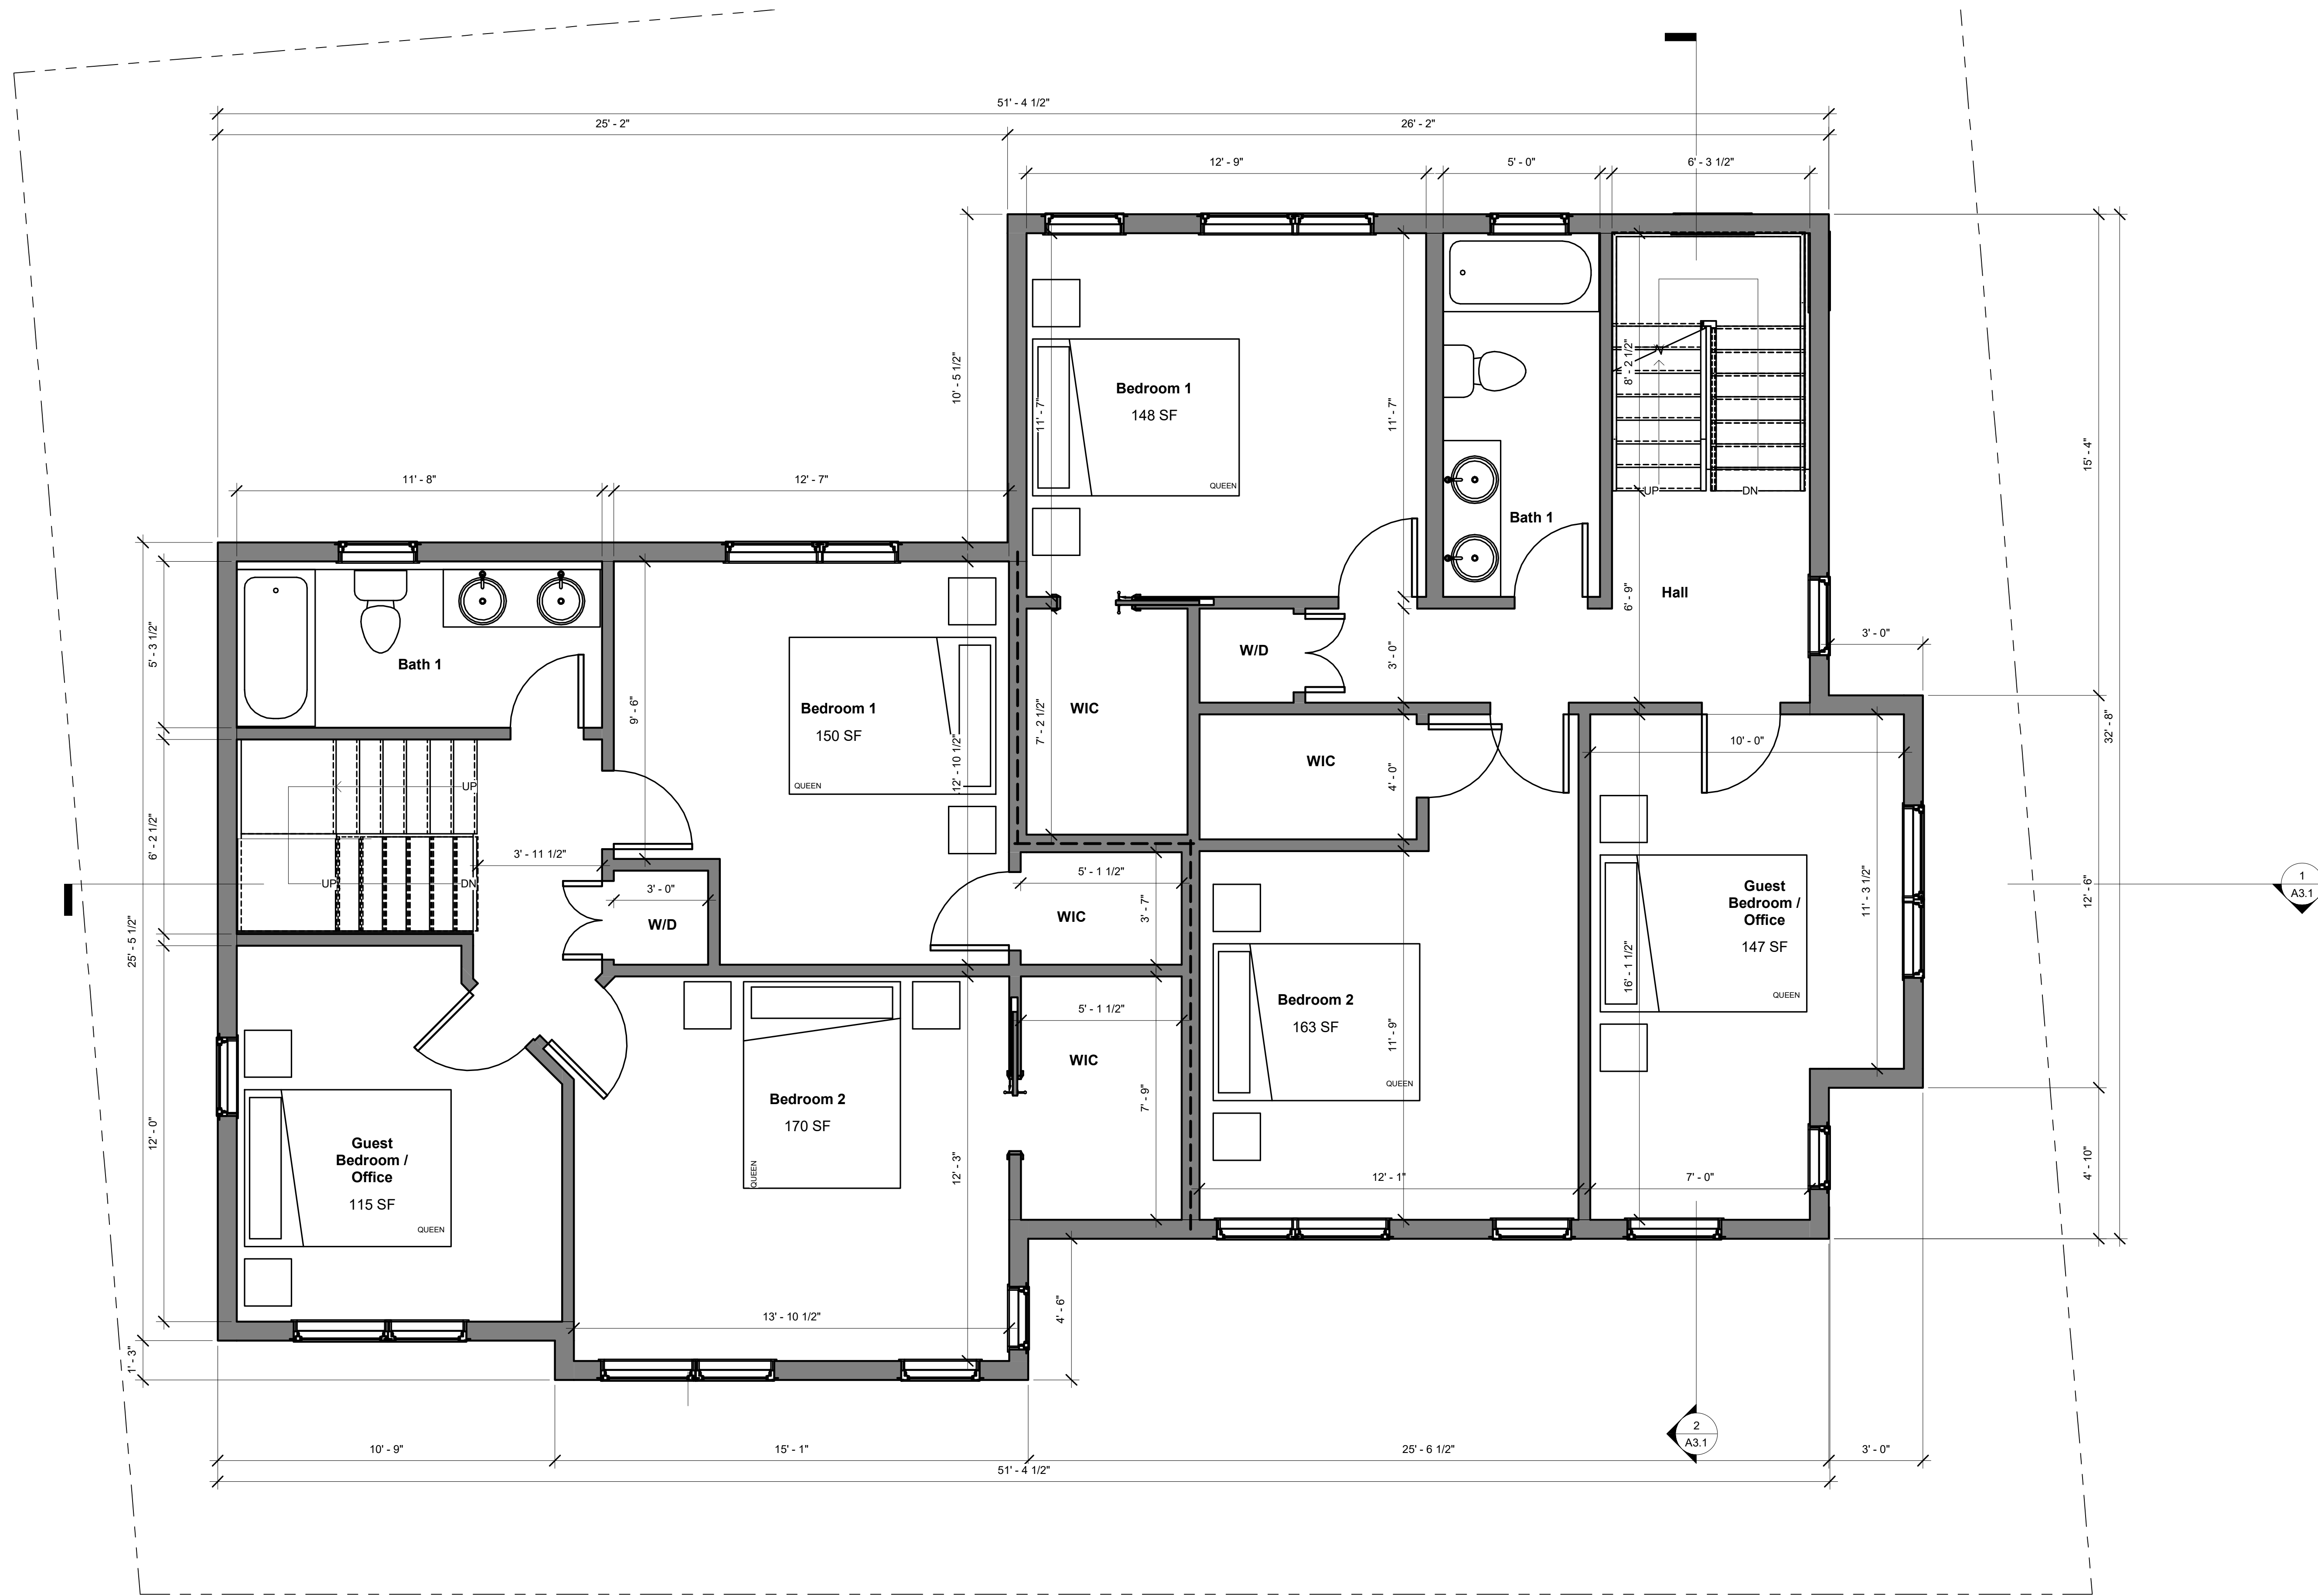 51' - 4 1/2"
25' - 2"
26' - 2"
12' - 9"
5' - 0"
6' - 3 1/2"
10' - 5 1/2"
11' - 7"
Bedroom 1
148 SF
QUEEN
11' - 7"
8' - 2 1/2"
UP
DN
Bath 1
15' - 4"
32' - 8"
11' - 8"
12' - 7"
5' - 3 1/2"
Bath 1
9' - 6"
Bedroom 1
150 SF
QUEEN
12' - 10 1/2"
7' - 2 1/2"
WIC
W/D
3' - 0"
6' - 9"
Hall
3' - 0"
WIC
4' - 0"
10' - 0"
UP
UP
DN
6' - 2 1/2"
25' - 5 1/2"
3' - 11 1/2"
3' - 0"
W/D
5' - 1 1/2"
WIC
3' - 7"
Guest
Bedroom /
Office
147 SF
QUEEN
16' - 1 1/2"
11' - 3 1/2"
12' - 6"
1
A3.1
Bedroom 2
163 SF
QUEEN
11' - 9"
5' - 1 1/2"
WIC
7' - 9"
Bedroom 2
170 SF
QUEEN
12' - 3"
12' - 0"
Guest
Bedroom /
Office
115 SF
QUEEN
12' - 1"
7' - 0"
4' - 10"
13' - 10 1/2"
4' - 6"
1' - 3"
10' - 9"
15' - 1"
25' - 6 1/2"
3' - 0"
51' - 4 1/2"
2
A3.1